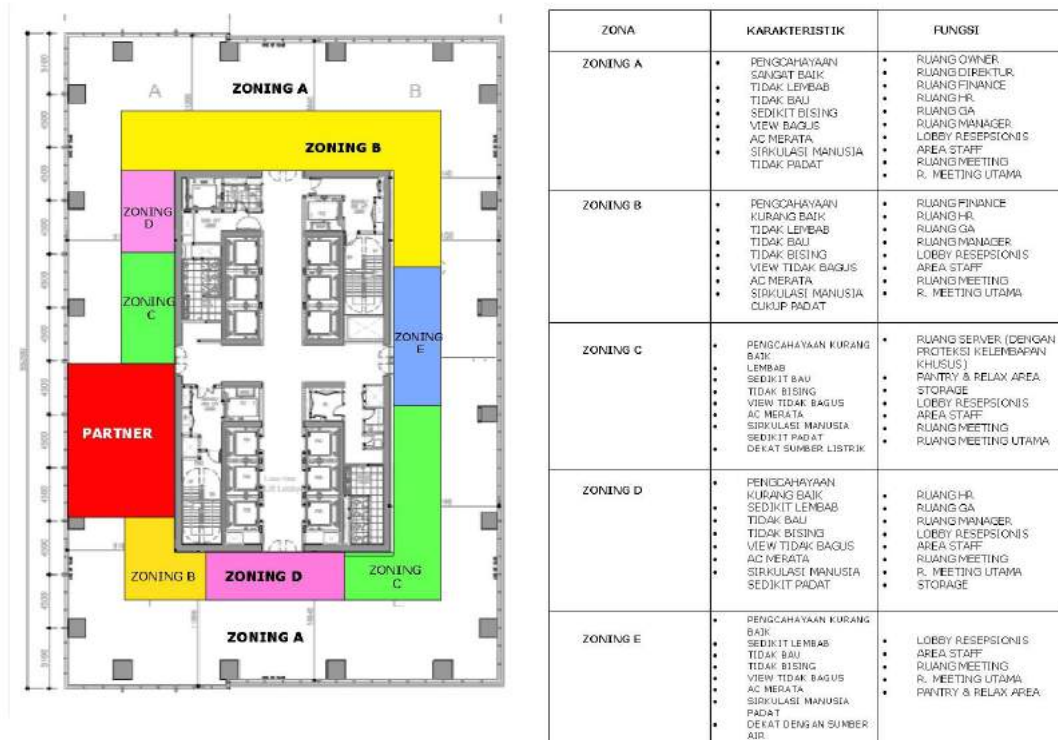 ZONING A
A
B
ZONING B
ZONING
D
ZONING
C
ZONING
E
PARTNER
ZONING B
ZONING D
ZONING
C
ZONING A
ZONA
KARAKTERISTIK
FUNGSI
ZONING A
• PENGCAHAYAAN
SANGAT BAIK
• TIDAK LEMBAB
• TIDAK BAU
• SEDIKIT BISING
• VIEW BAGUS
• AC MERATA
• SIRKULASI MANUSIA
TIDAK PADAT
• RUANG OWNER
• RUANG DIREKTUR
• RUANG FINANCE
• RUANG HR
• RUANG GA
• RUANG MANAGER
• LOBBY RESEPSIONIS
• AREA STAFF
• RUANG MEETING
• R. MEETING UTAMA
ZONING B
• PENGCAHAYAAN
KURANG BAIK
• TIDAK LEMBAB
• TIDAK BAU
• TIDAK BISING
• VIEW TIDAK BAGUS
• AC MERATA
• SIRKULASI MANUSIA
CUKUP PADAT
• RUANG FINANCE
• RUANG HR
• RUANG GA
• RUANG MANAGER
• LOBBY RESEPSIONIS
• AREA STAFF
• RUANG MEETING
• R. MEETING UTAMA
ZONING C
• PENGCAHAYAAN KURANG
BAIK
• LEMBAB
• SEDIKIT BAU
• TIDAK BISING
• VIEW TIDAK BAGUS
• AC MERATA
• SIRKULASI MANUSIA
SEDIKIT PADAT
• DEKAT SUMBER LISTRIK
• RUANG SERVER (DENGAN
PROTEKSI KELEMBAPAN
KHUSUS)
• PANTRY & RELAX AREA
• STORAGE
• LOBBY RESEPSIONIS
• AREA STAFF
• RUANG MEETING
• RUANG MEETING UTAMA
ZONING D
• PENGCAHAYAAN
KURANG BAIK
• SEDIKIT LEMBAB
• TIDAK BAU
• TIDAK BISING
• VIEW TIDAK BAGUS
• AC MERATA
• SIRKULASI MANUSIA
SEDIKIT PADAT
• RUANG HR
• RUANG GA
• RUANG MANAGER
• LOBBY RESEPSIONIS
• AREA STAFF
• RUANG MEETING
• R. MEETING UTAMA
• STORAGE
ZONING E
• PENGCAHAYAAN KURANG
BAIK
• SEDIKIT LEMBAB
• TIDAK BAU
• TIDAK BISING
• VIEW TIDAK BAGUS
• AC MERATA
• SIRKULASI MANUSIA
PADAT
• DEKAT DENGAN SUMBER
AIR
• LOBBY RESEPSIONIS
• AREA STAFF
• RUANG MEETING
• R. MEETING UTAMA
• PANTRY & RELAX AREA